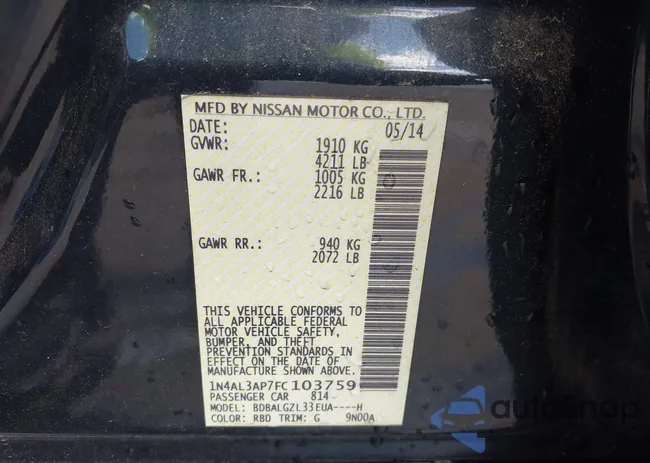 MFD BY NISSAN MOTOR CO., LTD.
DATE: 05/14
GVWR: 1910 KG
4211 LB
GAWR FR.: 1005 KG
2216 LB
GAWR RR.: 940 KG
2072 LB
THIS VEHICLE CONFORMS TO
ALL APPLICABLE FEDERAL
MOTOR VEHICLE SAFETY,
BUMPER, AND THEFT
PREVENTION STANDARDS
IN EFFECT ON THE DATE OF
MANUFACTURE SHOWN ABOVE.
1N4AL3AP7FC103759
PASSENGER CAR 814-
MODEL: BDBALGZL33EUA----H
COLOR: RBD TRIM: G 9N00A
autoSnap